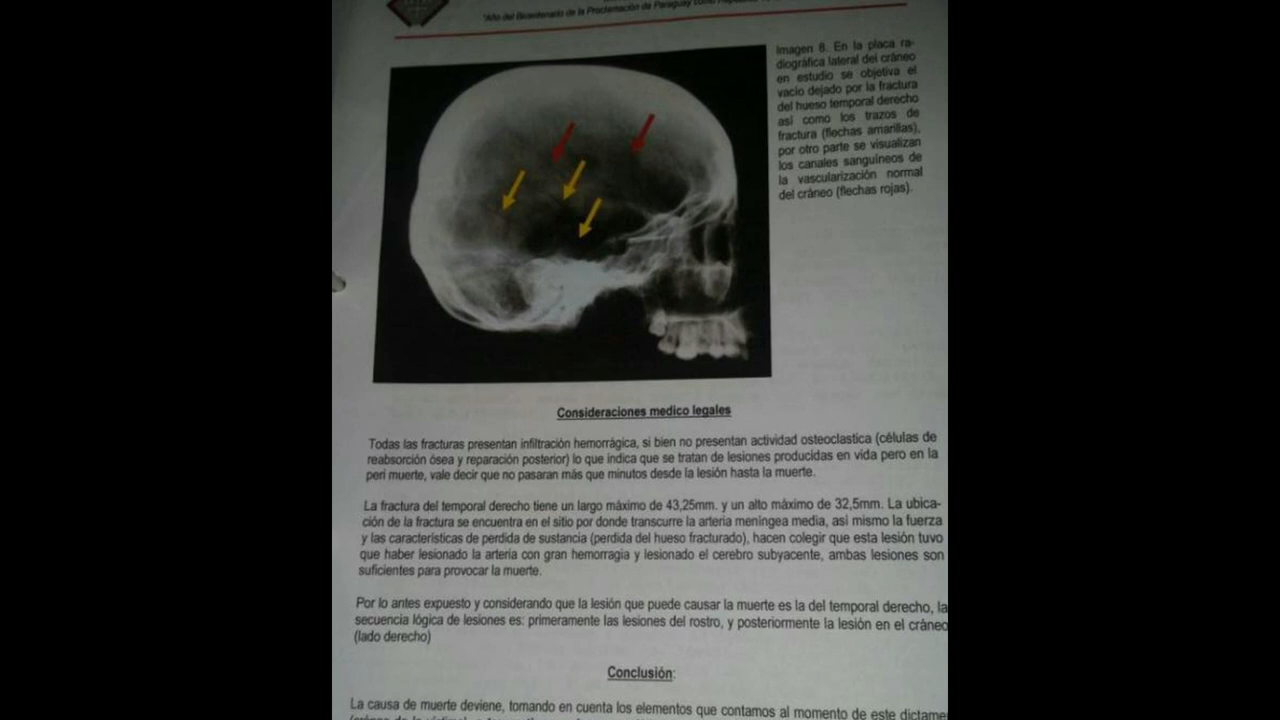 "Año del Bicentenario de la Proclamación de Paraguay como
Imagen 8. En la placa ra-
diográfica lateral del cráneo
en estudio se objetiva el
vacío dejado por la fractura
del hueso temporal derecho
así como los trazos de
fractura (flechas amarillas),
por otro parte se visualizan
los canales sanguíneos de
la vascularización normal
del cráneo (flechas rojas).
Consideraciones medico legales
Todas las fracturas presentan infiltración hemorrágica, si bien no presentan actividad osteoclastica (células de
reabsorción ósea y reparación posterior) lo que indica que se tratan de lesiones producidas en vida pero en la
peri muerte, vale decir que no pasaran más que minutos desde la lesión hasta la muerte.
La fractura del temporal derecho tiene un largo máximo de 43,25mm. y un alto máximo de 32,5mm. La ubica-
ción de la fractura se encuentra en el sitio por donde transcurre la arteria meníngea media, asi mismo la fuerza
y las características de perdida de sustancia (perdida del hueso fracturado), hacen colegir que esta lesión tuvo
que haber lesionado la artería con gran hemorragia y lesionado el cerebro subyacente, ambas lesiones son
suficientes para provocar la muerte.
Por lo antes expuesto y considerando que la lesión que puede causar la muerte es la del temporal derecho, la
secuencia lógica de lesiones es: primeramente las lesiones del rostro, y posteriormente la lesión en el cráneo
(lado derecho)
Conclusión:
La causa de muerte deviene, tomando en cuenta los elementos que contamos al momento de este dictame